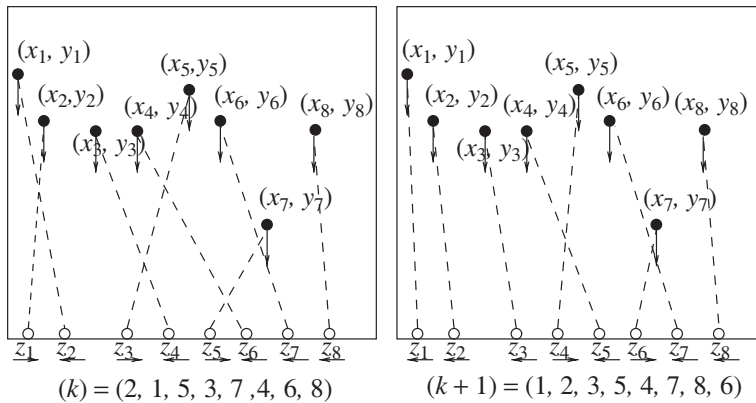 (x₁, y₁)
(x₂,y₂)
(x₃, y₃)
(x₄, y₄)
(x₅,y₅)
(x₆, y₆)
(x₈, y₈)
(x₇, y₇)
z₁ z₂ z₃ z₄ z₅ z₆ z₇ z₈
(k) = (2, 1, 5, 3, 7 ,4, 6, 8)
(x₁, y₁)
(x₂, y₂)
(x₃, y₃)
(x₄, y₄)
(x₅, y₅)
(x₆, y₆)
(x₈, y₈)
(x₇, y₇)
z₁ z₂ z₃ z₄ z₅ z₆ z₇ z₈
(k + 1) = (1, 2, 3, 5, 4, 7, 8, 6)